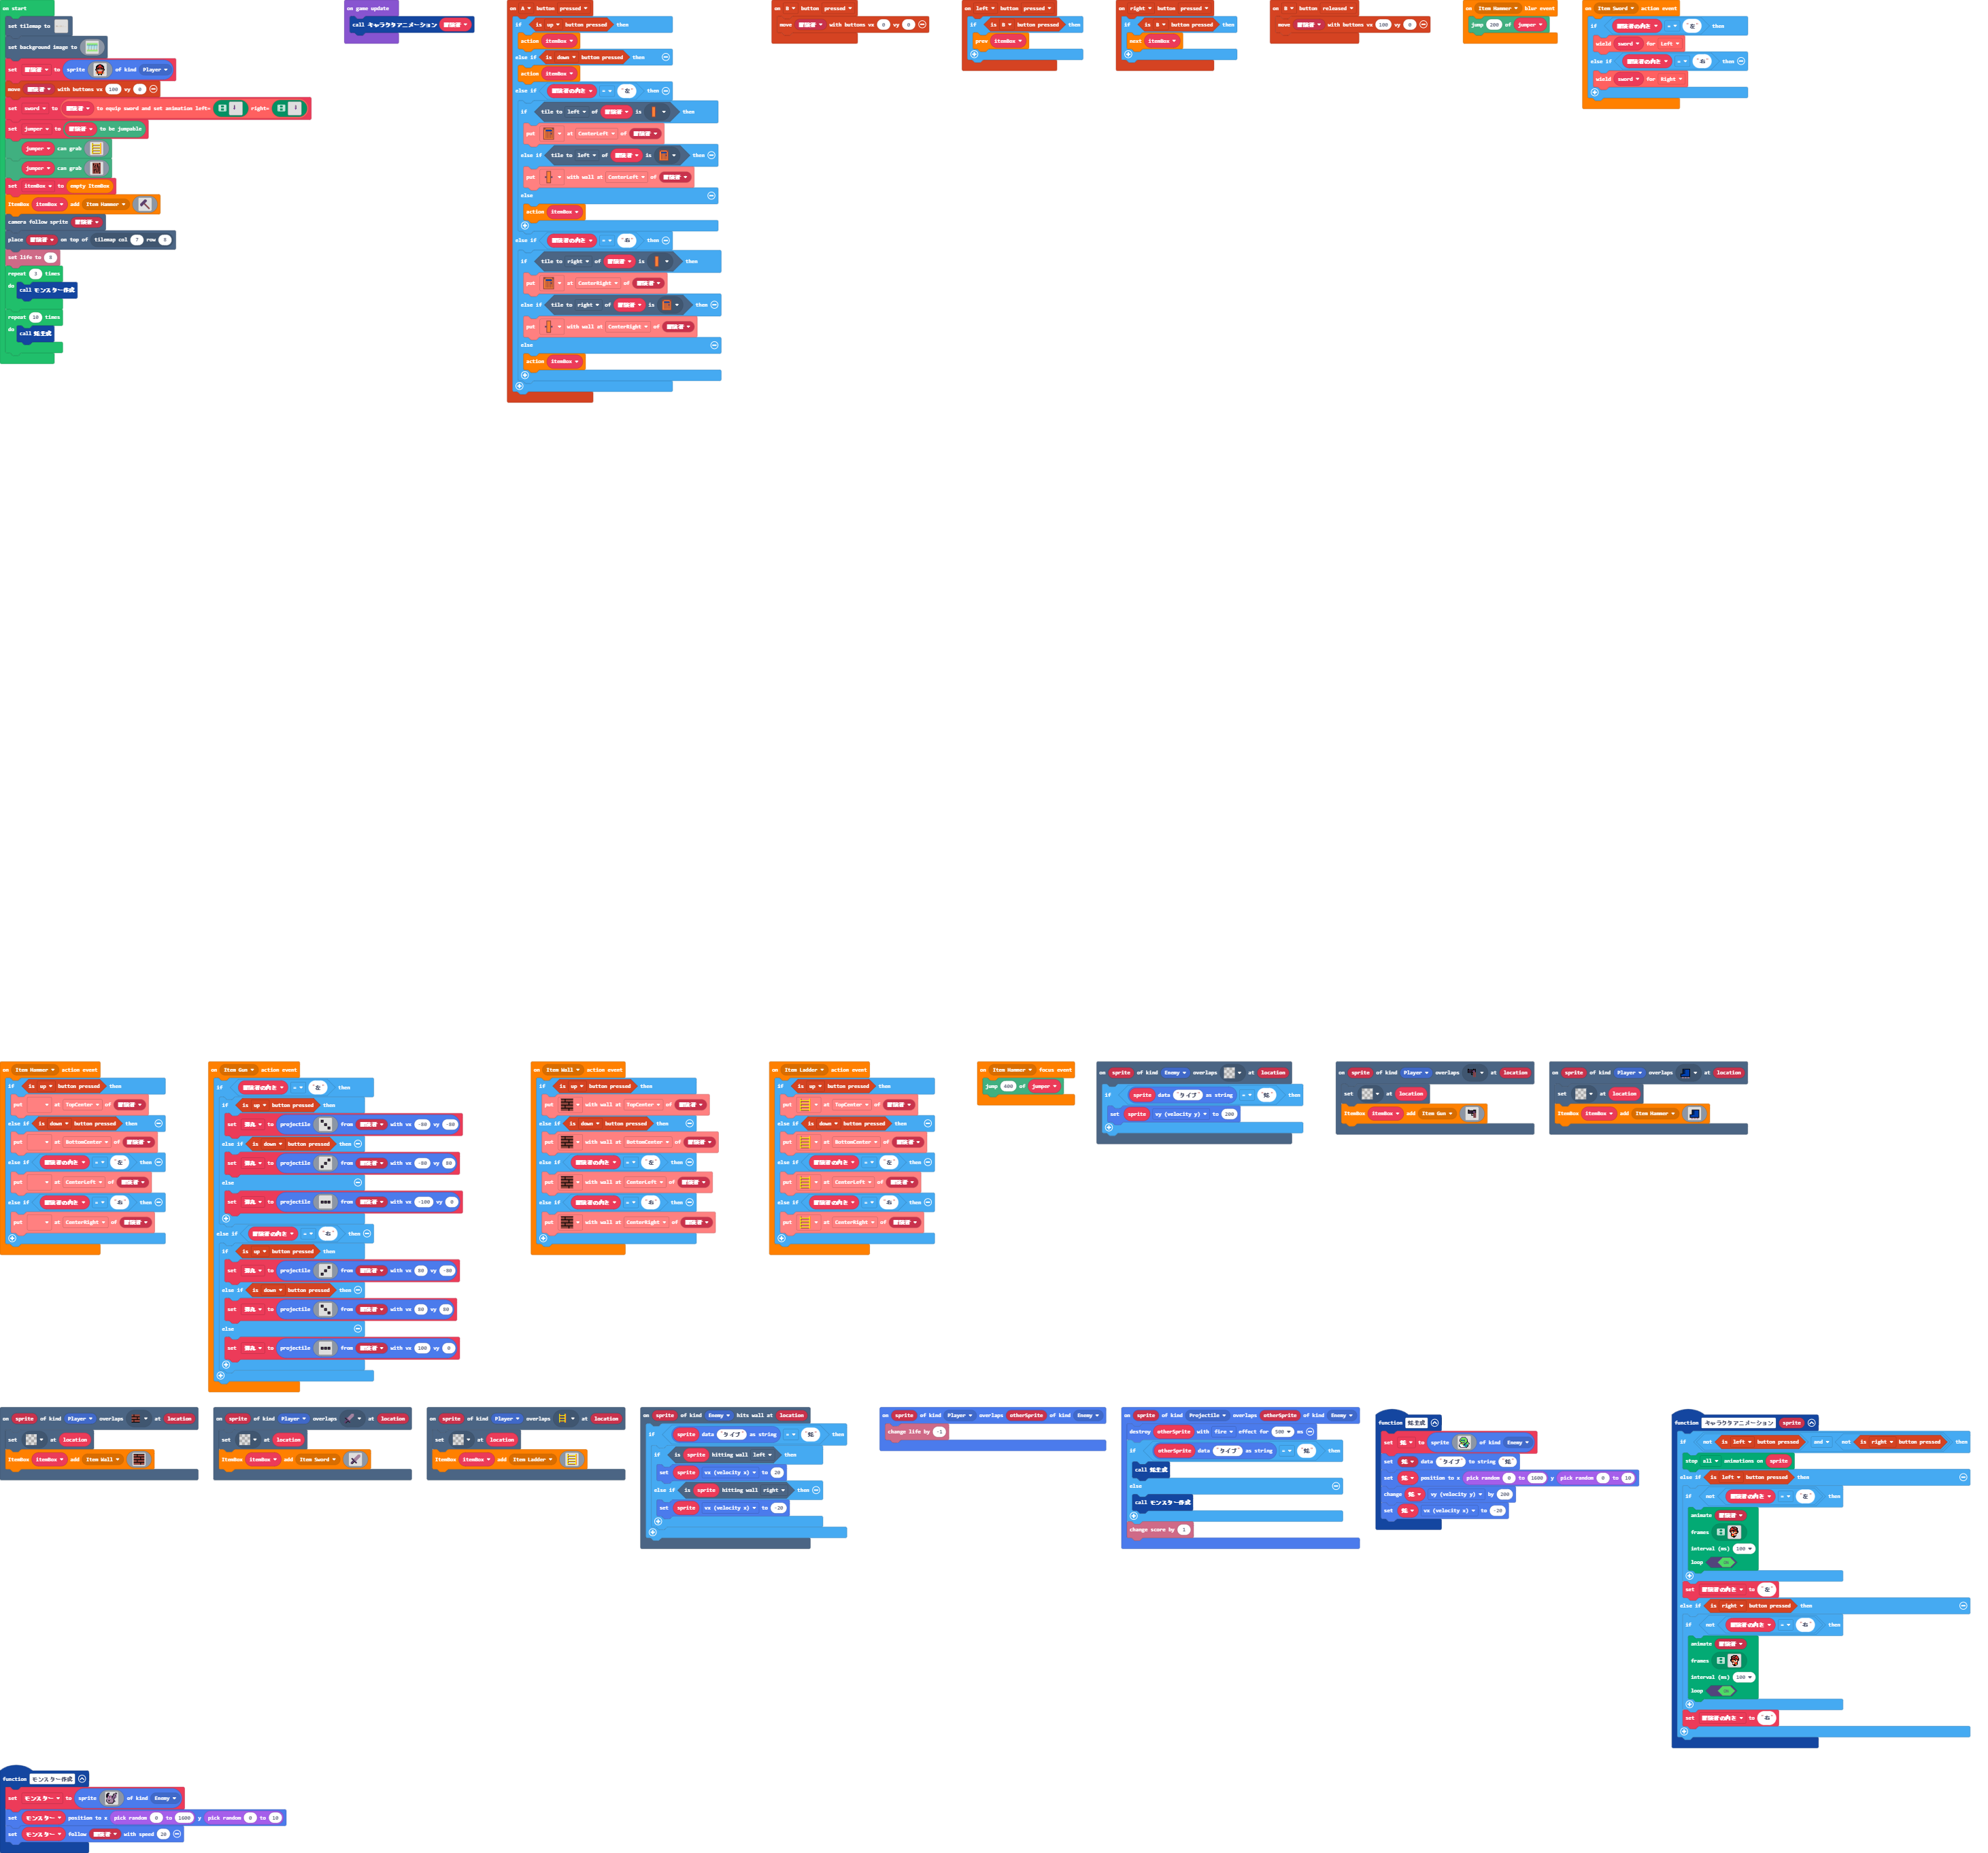 on start
set tilemap to
set background image to
set 冒険者 to sprite of kind Player
move 冒険者 with buttons vx 100 vy 0
set sword to 冒険者 to equip sword and set animation left= right=
set jumper to 冒険者 to be jumpable
jumper can grab
jumper can grab
set itemBox to empty ItemBox
ItemBox itemBox add Item Hammer
camera follow sprite 冒険者
place 冒険者 on top of tilemap col 7 row 8
set life to 8
repeat 3 times
do call モンスター作成
repeat 10 times
do call 蛇生成
on game update
call キャラクタアニメーション 冒険者
on A button pressed
if is up button pressed then
action itemBox
else if is down button pressed then
action itemBox
else if 冒険者の向き = "左" then
if tile to left of 冒険者 is then
put at CenterLeft of 冒険者
else if tile to left of 冒険者 is then
put with wall at CenterLeft of 冒険者
else
action itemBox
else if 冒険者の向き = "右" then
if tile to right of 冒険者 is then
put at CenterRight of 冒険者
else if tile to right of 冒険者 is then
put with wall at CenterRight of 冒険者
else
action itemBox
on B button pressed
move 冒険者 with buttons vx 0 vy 0
on left button pressed
if is B button pressed then
prev itemBox
on right button pressed
if is B button pressed then
next itemBox
on B button released
move 冒険者 with buttons vx 100 vy 0
on Item Hammer blur event
jump 200 of jumper
on Item Sword action event
if 冒険者の向き = "左" then
wield sword for Left
else if 冒険者の向き = "右" then
wield sword for Right
on Item Hammer action event
if is up button pressed then
put at TopCenter of 冒険者
else if is down button pressed then
put at BottomCenter of 冒険者
else if 冒険者の向き = "左" then
put at CenterLeft of 冒険者
else if 冒険者の向き = "右" then
put at CenterRight of 冒険者
on Item Gun action event
if 冒険者の向き = "左" then
if is up button pressed then
set 弾丸 to projectile from 冒険者 with vx -80 vy -80
else if is down button pressed then
set 弾丸 to projectile from 冒険者 with vx -80 vy 80
else
set 弾丸 to projectile from 冒険者 with vx -100 vy 0
else if 冒険者の向き = "右" then
if is up button pressed then
set 弾丸 to projectile from 冒険者 with vx 80 vy -80
else if is down button pressed then
set 弾丸 to projectile from 冒険者 with vx 80 vy 80
else
set 弾丸 to projectile from 冒険者 with vx 100 vy 0
on Item Wall action event
if is up button pressed then
put with wall at TopCenter of 冒険者
else if is down button pressed then
put with wall at BottomCenter of 冒険者
else if 冒険者の向き = "左" then
put with wall at CenterLeft of 冒険者
else if 冒険者の向き = "右" then
put with wall at CenterRight of 冒険者
on Item Ladder action event
if is up button pressed then
put at TopCenter of 冒険者
else if is down button pressed then
put at BottomCenter of 冒険者
else if 冒険者の向き = "左" then
put at CenterLeft of 冒険者
else if 冒険者の向き = "右" then
put at CenterRight of 冒険者
on Item Hammer focus event
jump 400 of jumper
on sprite of kind Enemy overlaps at location
if sprite data "タイプ" as string = "蛇" then
set sprite vy (velocity y) to 200
on sprite of kind Player overlaps at location
set at location
ItemBox itemBox add Item Gun
on sprite of kind Player overlaps at location
set at location
ItemBox itemBox add Item Hammer
on sprite of kind Player overlaps at location
set at location
ItemBox itemBox add Item Wall
on sprite of kind Player overlaps at location
set at location
ItemBox itemBox add Item Sword
on sprite of kind Player overlaps at location
set at location
ItemBox itemBox add Item Ladder
on sprite of kind Enemy hits wall at location
if sprite data "タイプ" as string = "蛇" then
if is sprite hitting wall left then
set sprite vx (velocity x) to 20
else if is sprite hitting wall right then
set sprite vx (velocity x) to -20
on sprite of kind Player overlaps otherSprite of kind Enemy
change life by -1
on sprite of kind Projectile overlaps otherSprite of kind Enemy
destroy otherSprite with fire effect for 500 ms
if otherSprite data "タイプ" as string = "蛇" then
call 蛇生成
else
call モンスター作成
change score by 1
function 蛇生成
set 蛇 to sprite of kind Enemy
set 蛇 data "タイプ" to string "蛇"
set 蛇 position to x pick random 0 to 1600 y pick random 0 to 10
change 蛇 vy (velocity y) by 200
set 蛇 vx (velocity x) to -20
function キャラクタアニメーション sprite
if not is left button pressed and not is right button pressed then
stop all animations on sprite
else if is left button pressed then
if not 冒険者の向き = "左" then
animate 冒険者
frames
interval (ms) 100
loop
set 冒険者の向き to "左"
else if is right button pressed then
if not 冒険者の向き = "右" then
animate 冒険者
frames
interval (ms) 100
loop
set 冒険者の向き to "右"
function モンスター作成
set モンスター to sprite of kind Enemy
set モンスター position to x pick random 0 to 1600 y pick random 0 to 10
set モンスター follow 冒険者 with speed 20